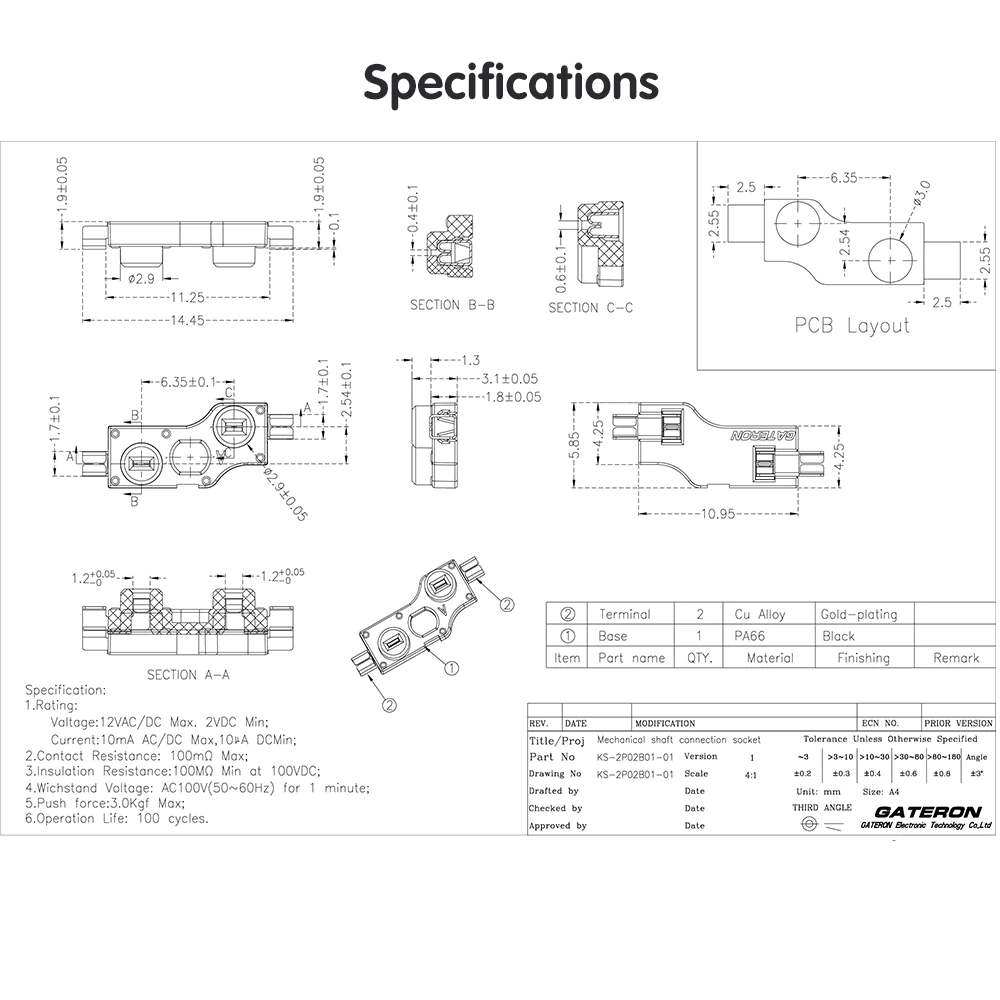 Specifications
1.9±0.05
1.9±0.05
0.1
ø2.9
11.25
14.45
0.4±0.1
SECTION B-B
0.6±0.1
SECTION C-C
2.5
6.35
ø3.0
2.55
2.54
2.55
2.5
PCB Layout
6.35±0.1
C
B
A
1.7±0.1
2.54±0.1
1.7±0.1
A
B
C
ø2.9±0.05
1.3
3.1±0.05
1.8±0.05
5.85
4.25
GATERON
4.25
10.95
1.2+0.05 -0
1.2+0.05 -0
SECTION A-A
2
1
2
② Terminal 2 Cu Alloy Gold-plating
① Base 1 PA66 Black
Item Part name QTY. Material Finishing Remark
Specification:
1.Rating:
Voltage:12VAC/DC Max. 2VDC Min;
Current:10mA AC/DC Max,10µA DCMin;
2.Contact Resistance: 100mΩ Max;
3.Insulation Resistance:100MΩ Min at 100VDC;
4.Wichstand Voltage: AC100V(50~60Hz) for 1 minute;
5.Push force:3.0Kgf Max;
6.Operation Life: 100 cycles.
REV. DATE MODIFICATION ECN NO. PRIOR VERSION
Title/Proj Mechanical shaft connection socket Tolerance Unless Otherwise Specified
Part No KS-2P02B01-01 Version 1 ~3 >3~10 >10~30 >30~80 >80~180 Angle
Drawing No KS-2P02B01-01 Scale 4:1 ±0.2 ±0.3 ±0.4 ±0.6 ±0.8 ±3°
Drafted by Date Unit: mm Size: A4
Checked by Date THIRD ANGLE GATERON
Approved by Date GATERON Electronic Technology Co.,Ltd